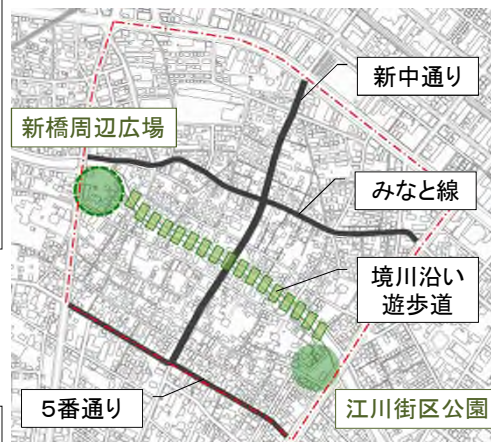 新中通り
新橋周辺広場
みなと線
境川沿い
遊歩道
5番通り
江川街区公園